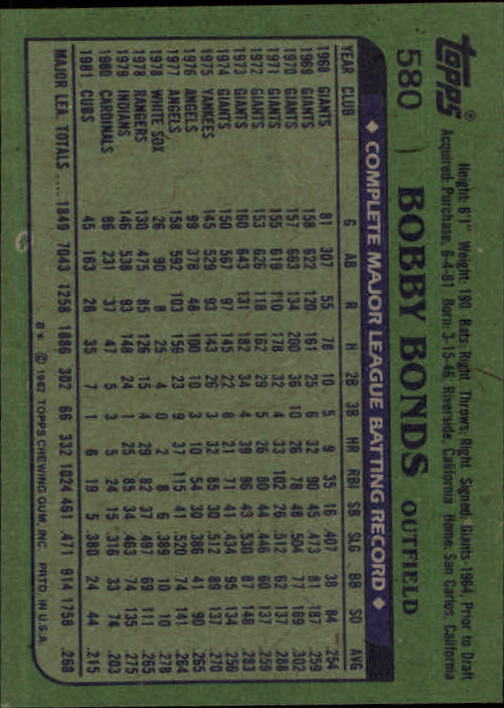 topps®
580
BOBBY BONDS OUTFIELD
Height: 6'1" Weight: 190 Bats: Right Throws: Right Signed: Giants-1964, Prior to Draft
Acquired: Purchase, 6-4-81 Born: 3-15-46 Riverside, California Home: San Carlos, California
◆ COMPLETE MAJOR LEAGUE BATTING RECORD ◆
YEAR CLUB G AB R H 2B 3B HR RBI SB SLG BB SO AVG
1968 GIANTS 81 307 55 78 10 5 9 35 16 .407 38 84 .254
1969 GIANTS 158 622 120 161 25 6 32 90 45 .473 81 187 .259
1970 GIANTS 157 663 134 200 36 10 26 78 48 .504 77 189 .302
1971 GIANTS 155 619 110 178 32 4 33 102 26 .512 62 137 .288
1972 GIANTS 153 626 118 162 29 5 26 80 44 .446 60 137 .259
1973 GIANTS 160 643 131 182 34 4 39 96 43 .530 87 148 .283
1974 GIANTS 150 567 97 145 22 8 21 71 41 .434 95 134 .256
1975 YANKEES 145 529 93 143 26 3 32 85 30 .512 89 137 .270
1976 ANGELS 99 378 48 100 10 3 10 54 30 .386 41 90 .265
1977 ANGELS 158 592 103 156 23 9 37 115 41 .520 74 141 .264
1978 WHITE SOX 26 90 8 25 4 0 2 8 6 .389 10 10 .278
1978 RANGERS 130 475 85 126 15 4 29 82 37 .497 69 111 .265
1979 INDIANS 146 538 93 148 24 1 25 85 34 .463 74 135 .275
1980 CARDINALS 86 231 37 47 5 3 5 24 15 .316 33 74 .203
1981 CUBS 45 163 26 35 7 1 6 19 5 .380 24 44 .215
MAJOR LEA. TOTALS .... 1849 7043 1258 1886 302 66 332 1024 461 .471 914 1758 .268
B* © 1982 TOPPS CHEWING GUM, INC. PRTD. IN U.S.A.